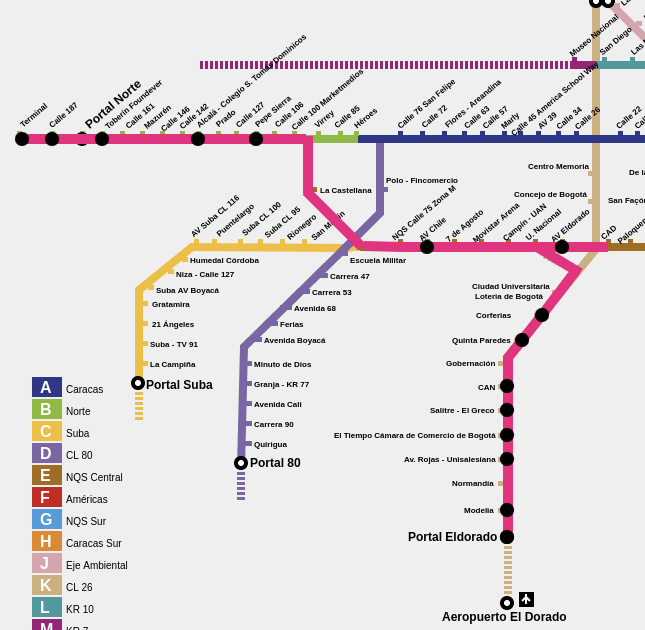 Museo Nacional
San Diego
Las
La
Calle 100 Marketmedios
Terminal
Calle 187
Portal Norte
Toberín Foundever
Calle 161
Mazurén
Calle 146
Calle 142
Alcalá - Colegio S. Tomás Dominicos
Prado
Calle 127
Pepe Sierra
Calle 106
Virrey
Calle 85
Héroes
Calle 76 San Felipe
Calle 72
Flores - Areandina
Calle 63
Calle 57
Marly
Calle 45 America School Way
AV 39
Calle 34
Calle 26
Calle 22
Centro Memoria
De la
La Castellana
Polo - Fincomercio
Concejo de Bogotá
San Façon
AV Suba CL 116
Puentelargo
Suba CL 100
Suba CL 95
Rionegro
San Martín
NQS Calle 75 Zona M
AV Chile
7 de Agosto
Movistar Arena
Campín - UAN
U. Nacional
AV Eldorado
CAD
Paloquemao
Humedal Córdoba
Niza - Calle 127
Suba AV Boyacá
Gratamira
21 Ángeles
Suba - TV 91
La Campiña
Portal Suba
Escuela Militar
Carrera 47
Carrera 53
Avenida 68
Ferias
Avenida Boyacá
Minuto de Dios
Granja - KR 77
Avenida Cali
Carrera 90
Quirigua
Portal 80
Ciudad Universitaria
Lotería de Bogotá
Corferias
Quinta Paredes
Gobernación
CAN
Salitre - El Greco
El Tiempo Cámara de Comercio de Bogotá
Av. Rojas - Unisalesiana
Normandía
Modelia
Portal Eldorado
Aeropuerto El Dorado
A Caracas
B Norte
C Suba
D CL 80
E NQS Central
F Américas
G NQS Sur
H Caracas Sur
J Eje Ambiental
K CL 26
L KR 10
M KR 7